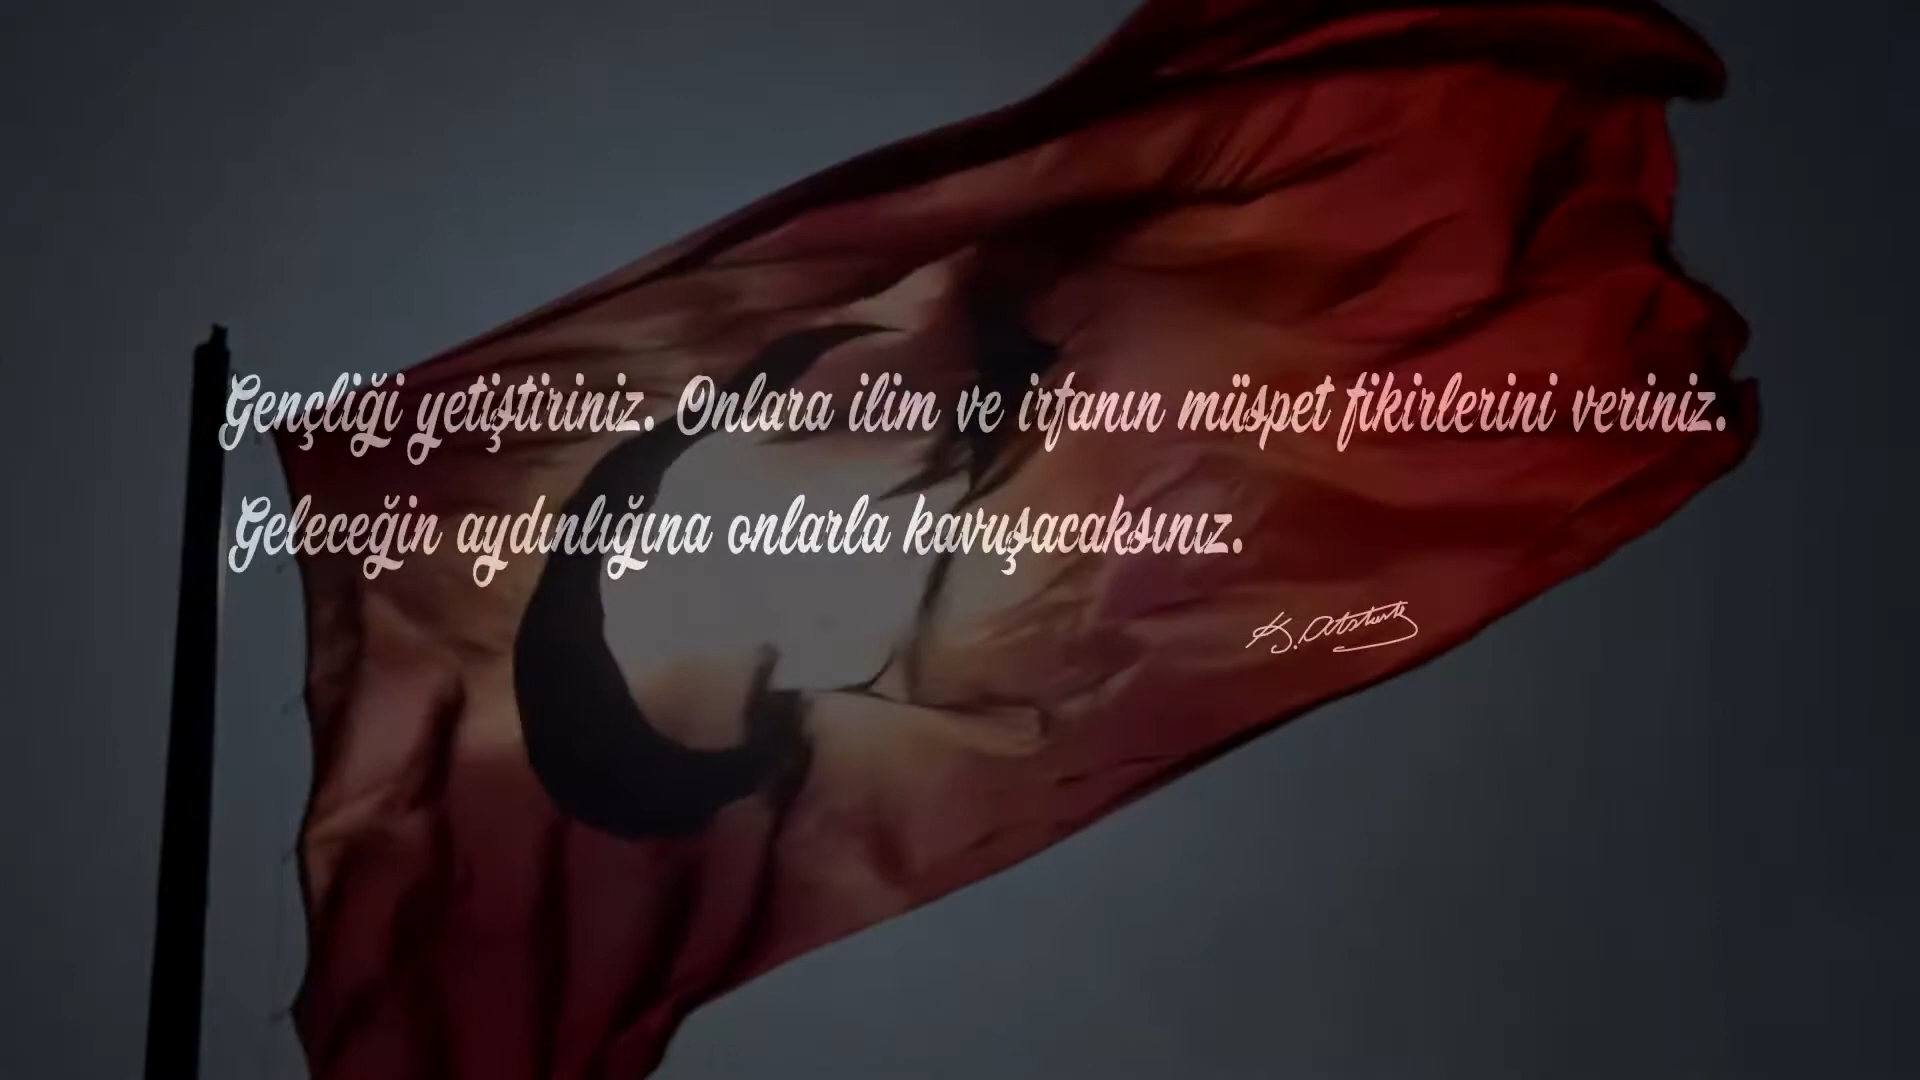 Gençliği yetiştiriniz. Onlara ilim ve irfanın müspet fikirlerini veriniz.
Geleceğin aydınlığına onlarla kavuşacaksınız.
K. Atatürk